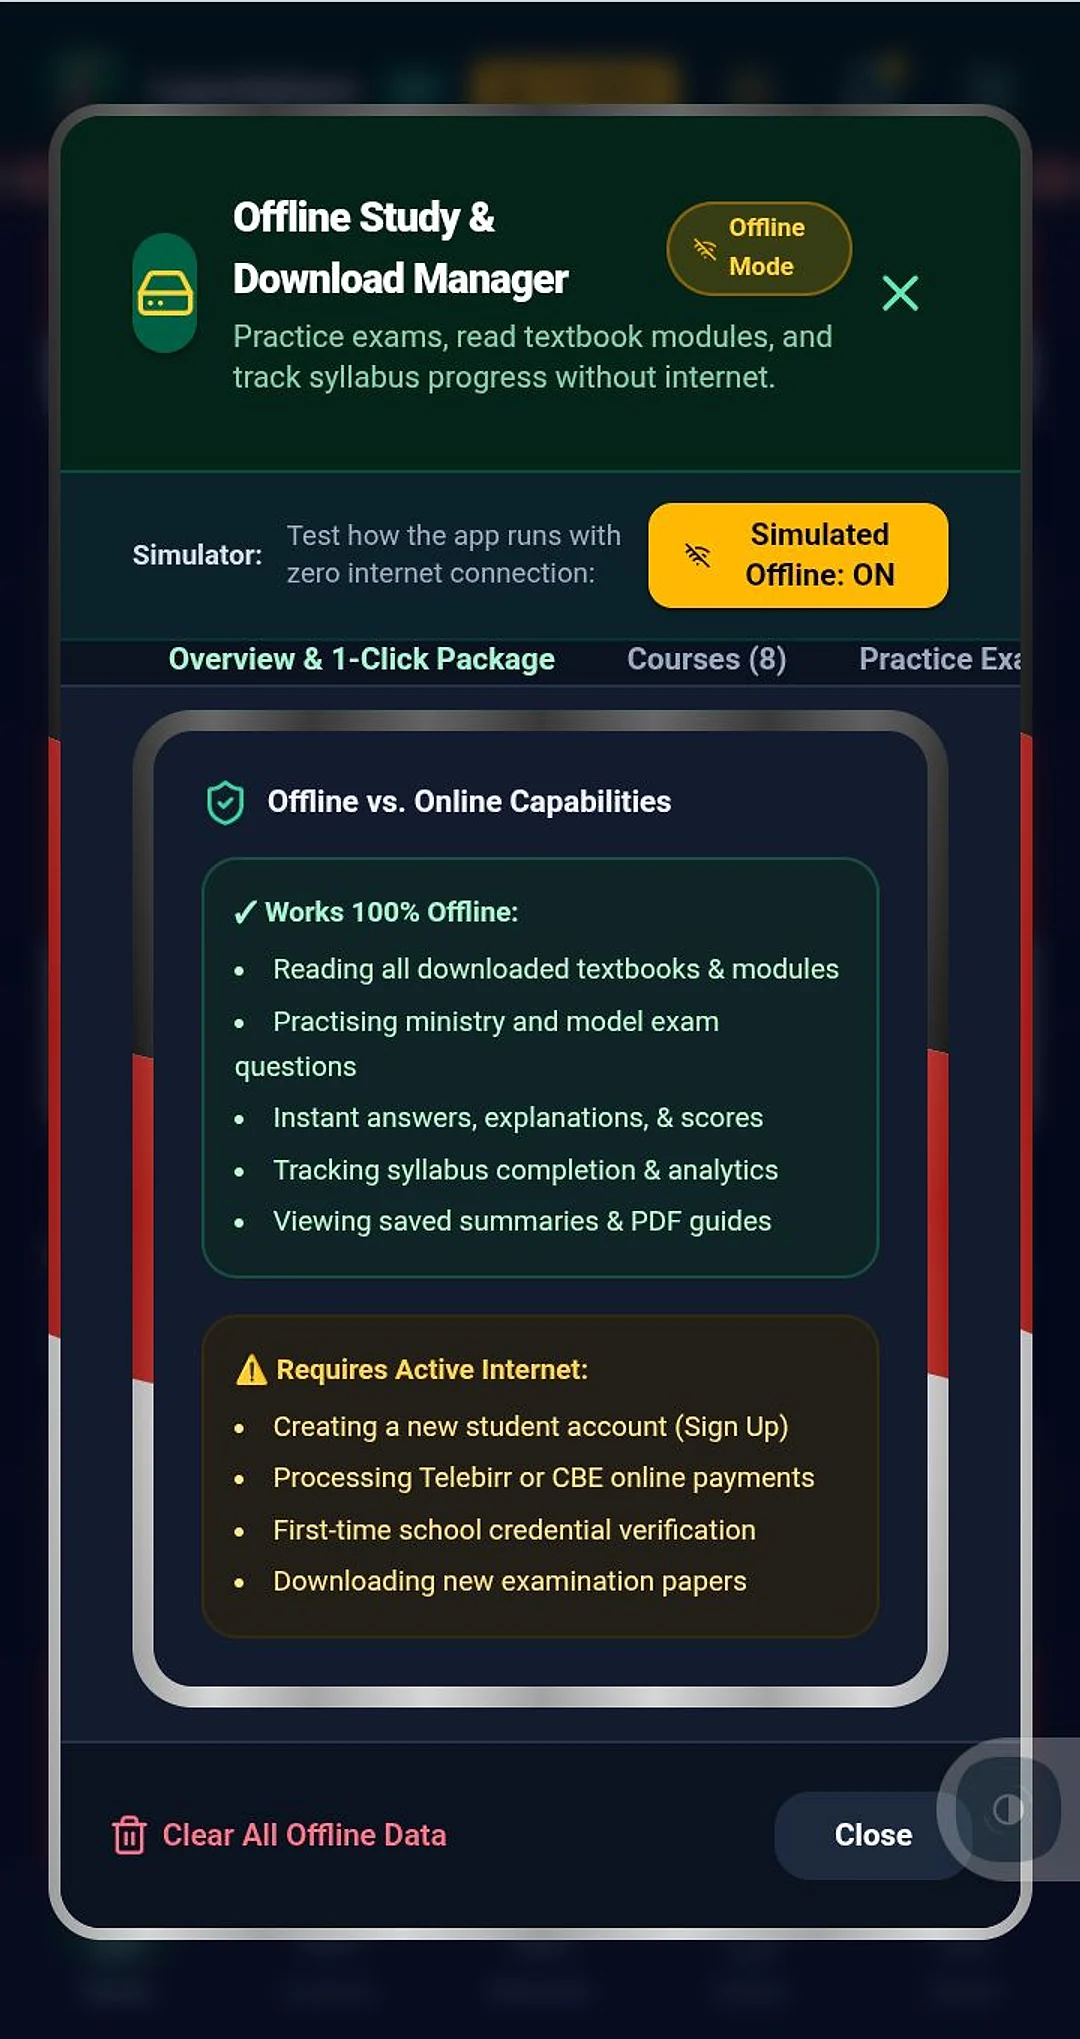 Offline Study &
Download Manager
Offline
Mode
Practice exams, read textbook modules, and
track syllabus progress without internet.
Simulator:
Test how the app runs with
zero internet connection:
Simulated
Offline: ON
Overview & 1-Click Package
Courses (8)
Practice Exa
Offline vs. Online Capabilities
✓ Works 100% Offline:
• Reading all downloaded textbooks & modules
• Practising ministry and model exam
questions
• Instant answers, explanations, & scores
• Tracking syllabus completion & analytics
• Viewing saved summaries & PDF guides
⚠️ Requires Active Internet:
• Creating a new student account (Sign Up)
• Processing Telebirr or CBE online payments
• First-time school credential verification
• Downloading new examination papers
Clear All Offline Data
Close